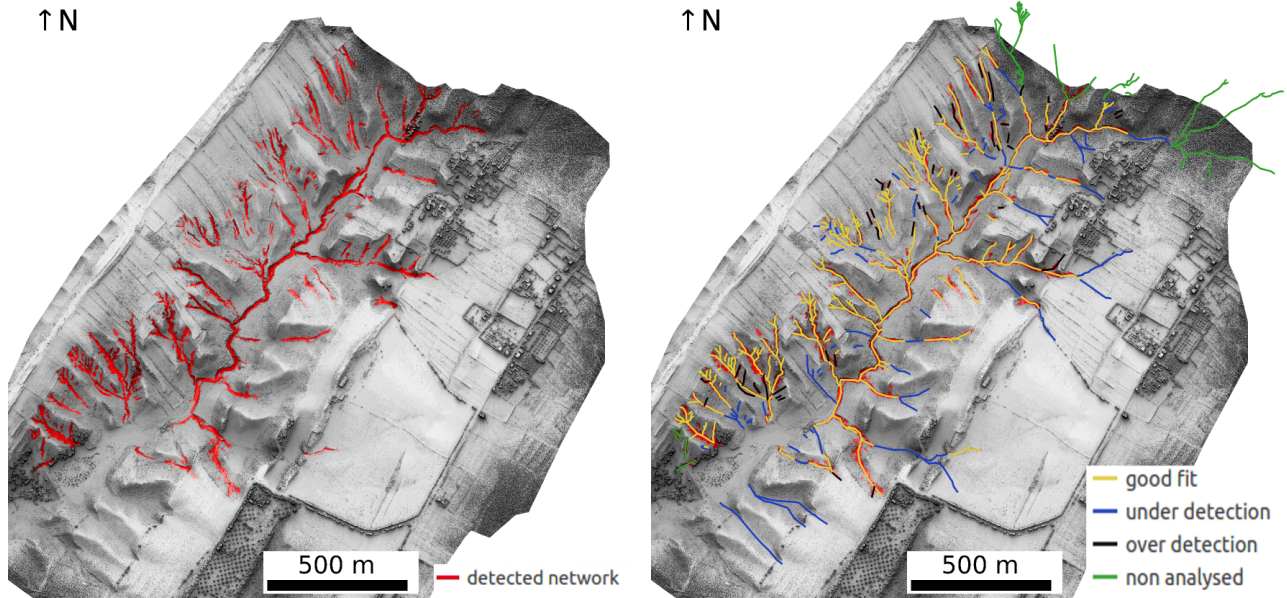 ↑N
500 m
detected network
↑N
500 m
good fit
under detection
over detection
non analysed